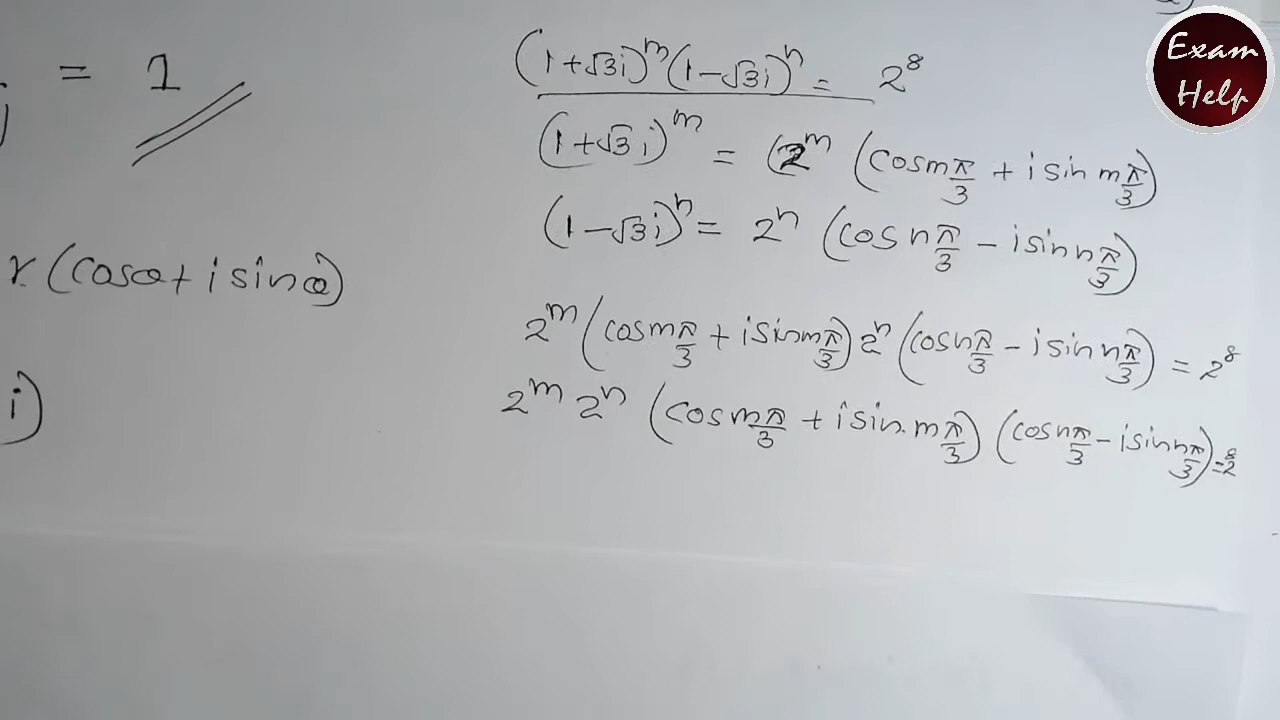 j = 1
r(cosα + i sinα)
i)
(1+√3i)^m (1-√3i)^n = 2^8
(1+√3i)^m = (2^m (cos mπ/3 + i sin mπ/3)
(1-√3i)^n = 2^n (cos nπ/3 - i sin nπ/3)
2^m (cos mπ/3 + i sin mπ/3) 2^n (cos nπ/3 - i sin nπ/3) = 2^8
2^m 2^n (cos mπ/3 + i sin. mπ/3) (cos nπ/3 - i sin nπ/3) = 2^8
Exam
Help